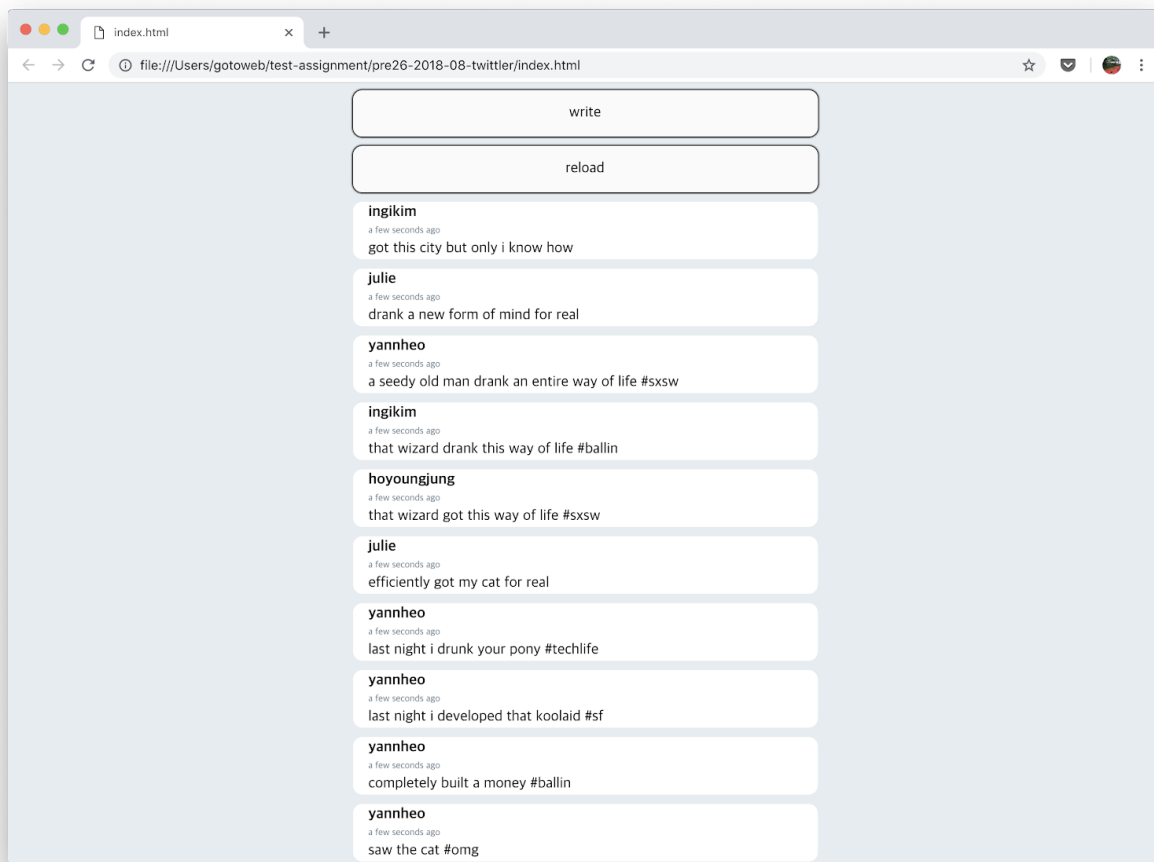 index.html
file:///Users/gotoweb/test-assignment/pre26-2018-08-twittler/index.html
write
reload
ingikim
a few seconds ago
got this city but only i know how
julie
a few seconds ago
drank a new form of mind for real
yannheo
a few seconds ago
a seedy old man drank an entire way of life #sxsw
ingikim
a few seconds ago
that wizard drank this way of life #ballin
hoyoungjung
a few seconds ago
that wizard got this way of life #sxsw
julie
a few seconds ago
efficiently got my cat for real
yannheo
a few seconds ago
last night i drunk your pony #techlife
yannheo
a few seconds ago
last night i developed that koolaid #sf
yannheo
a few seconds ago
completely built a money #ballin
yannheo
a few seconds ago
saw the cat #omg